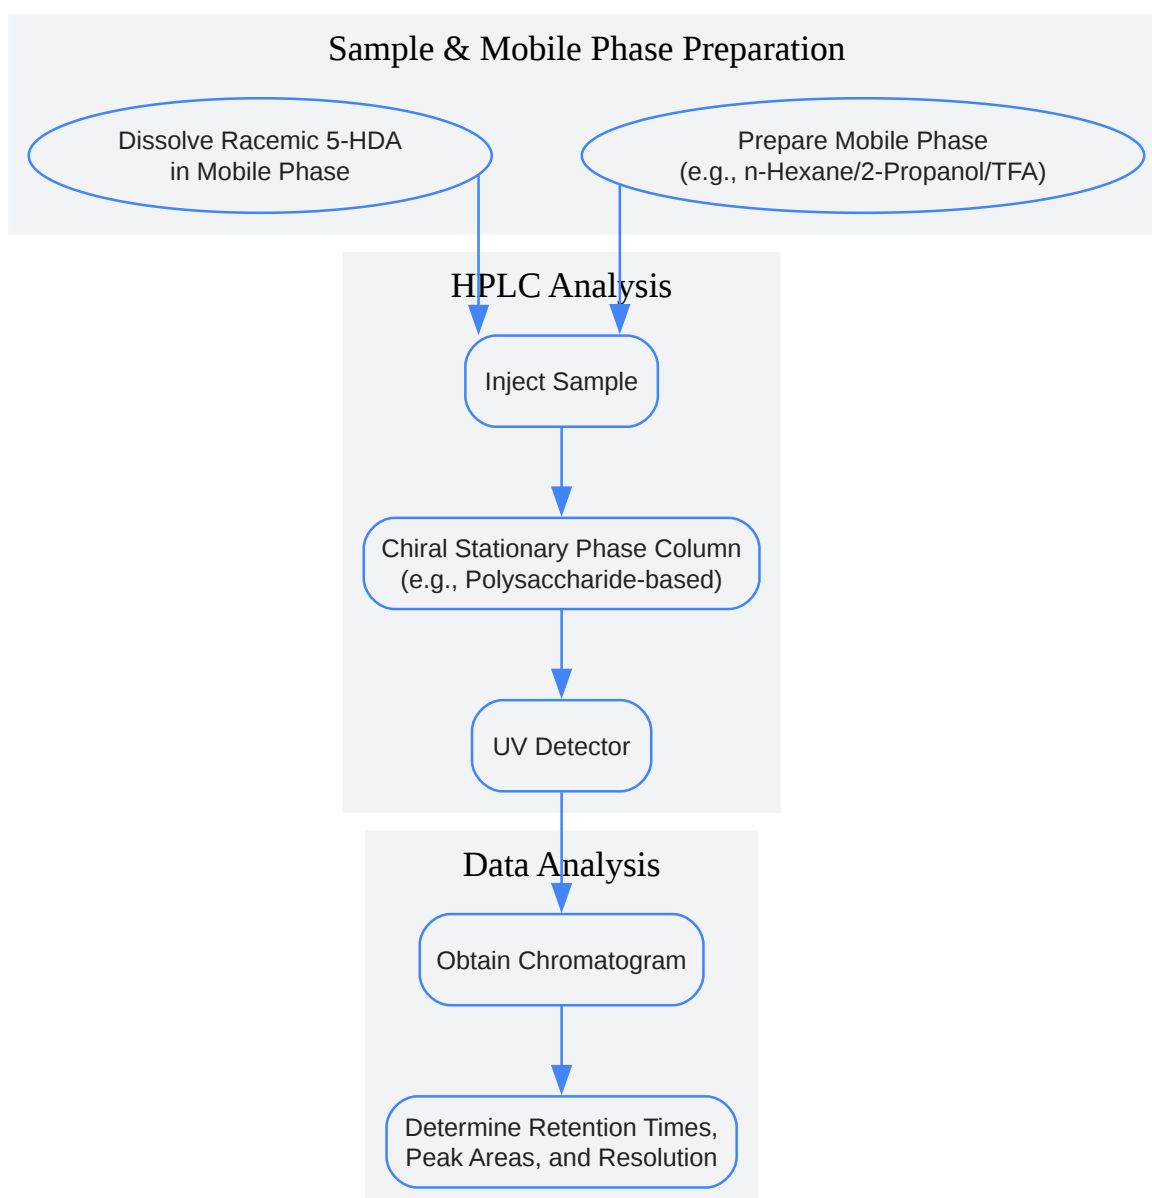 Sample & Mobile Phase Preparation
Dissolve Racemic 5-HDA
in Mobile Phase
Prepare Mobile Phase
(e.g., n-Hexane/2-Propanol/TFA)
HPLC Analysis
Inject Sample
Chiral Stationary Phase Column
(e.g., Polysaccharide-based)
UV Detector
Data Analysis
Obtain Chromatogram
Determine Retention Times,
Peak Areas, and Resolution